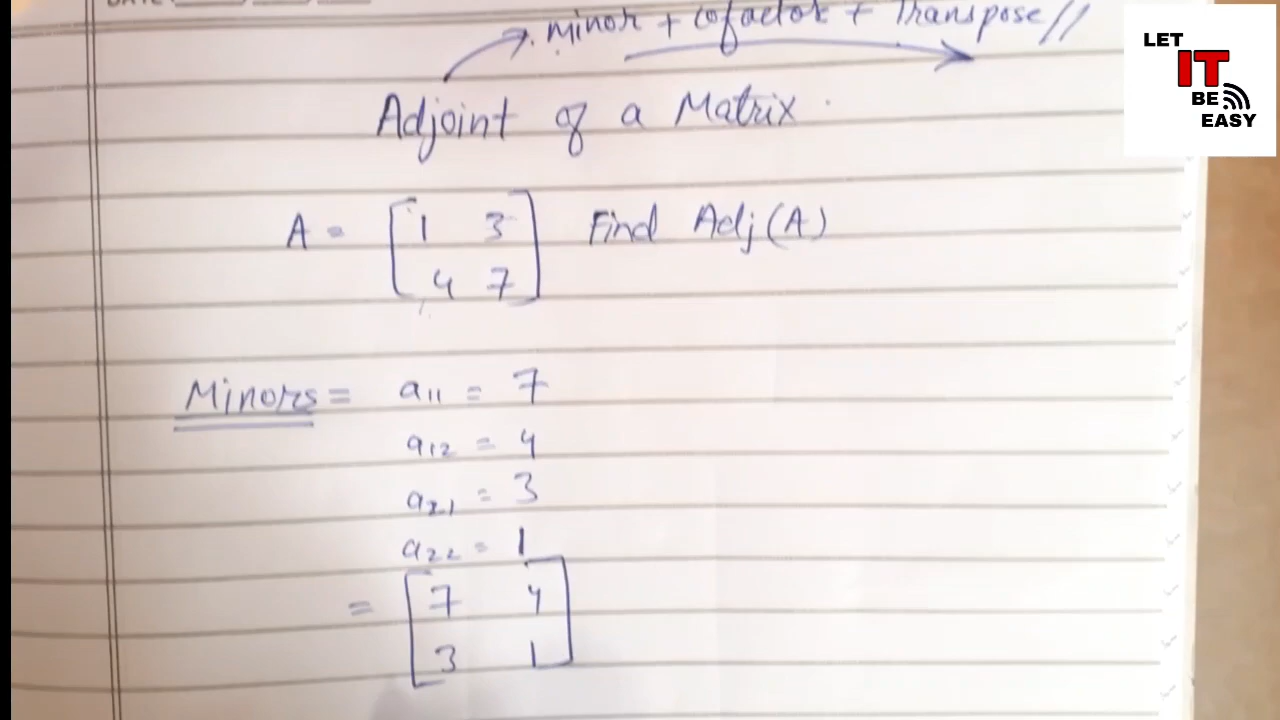 minor + cofactor + Transpose //
LET
IT
BE
EASY
Adjoint of a Matrix
A = [1 3 Find Adj(A)
4 7]
Minors = a11 = 7
a12 = 4
a21 = 3
a22 = 1
= [7 4
3 1]